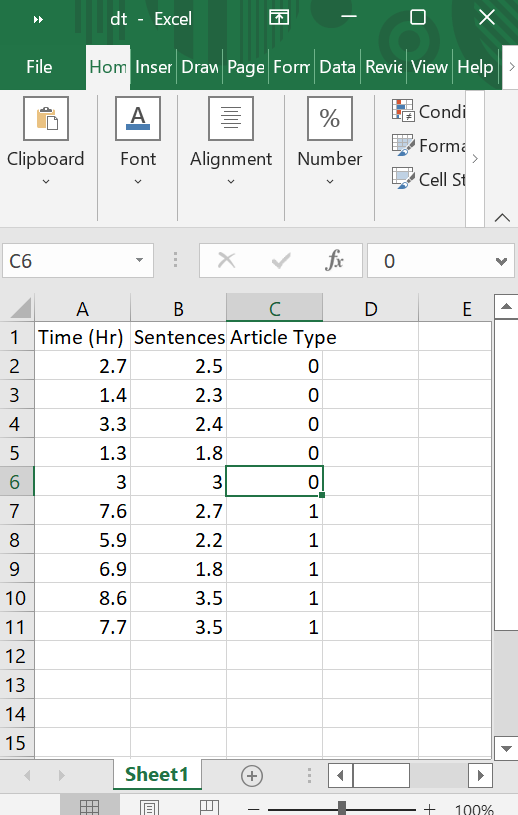 dt - Excel
File Hom Inser Draw Page Form Data Revie View Help
Clipboard Font Alignment Number
A
%
Condi
Forma
Cell St
C6 fx 0
A B C D E
1 Time (Hr) Sentences Article Type
2 2.7 2.5 0
3 1.4 2.3 0
4 3.3 2.4 0
5 1.3 1.8 0
6 3 3 0
7 7.6 2.7 1
8 5.9 2.2 1
9 6.9 1.8 1
10 8.6 3.5 1
11 7.7 3.5 1
12
13
14
15
Sheet1
100%